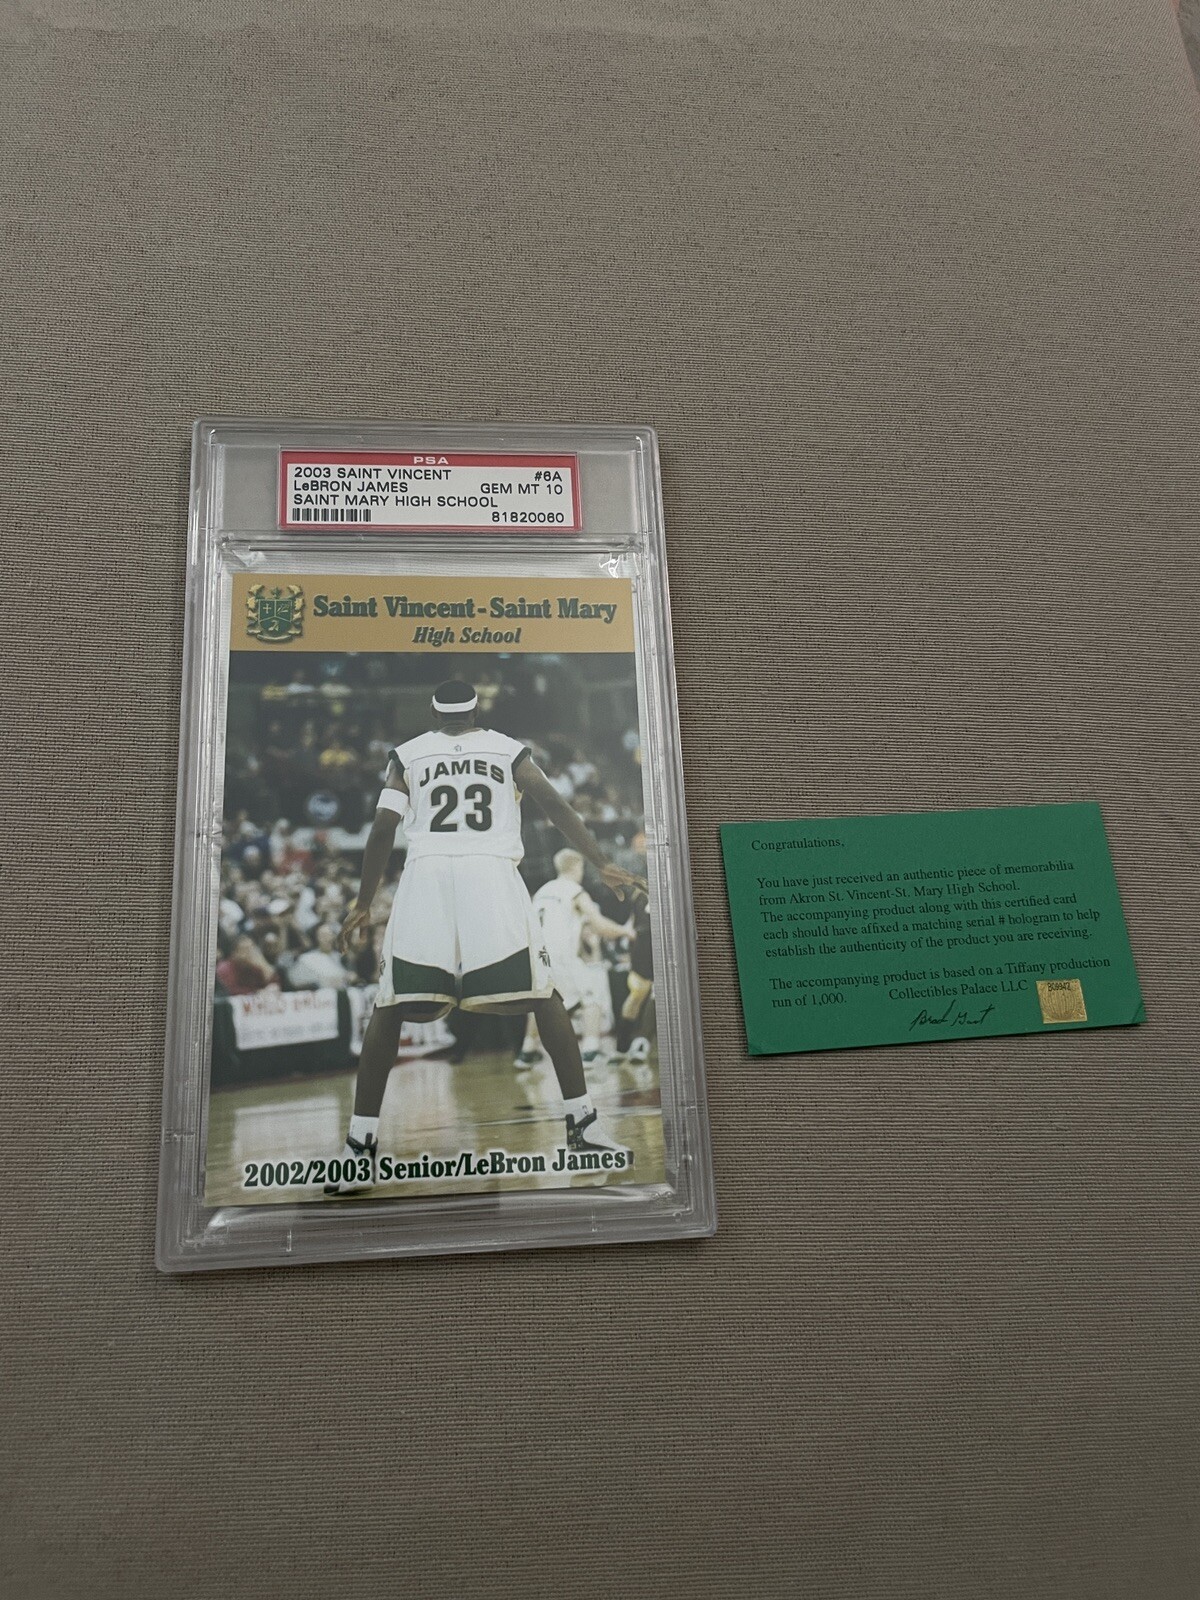 PSA
2003 SAINT VINCENT #6A
LeBRON JAMES GEM MT 10
SAINT MARY HIGH SCHOOL
81820060
Saint Vincent-Saint Mary
High School
JAMES
23
2002/2003 Senior/LeBron James
Congratulations,
You have just received an authentic piece of memorabilia
from Akron St. Vincent-St. Mary High School.
The accompanying product along with this certified card
each should have affixed a matching serial # hologram to help
establish the authenticity of the product you are receiving.
The accompanying product is based on a Tiffany production
run of 1,000. Collectibles Palace LLC